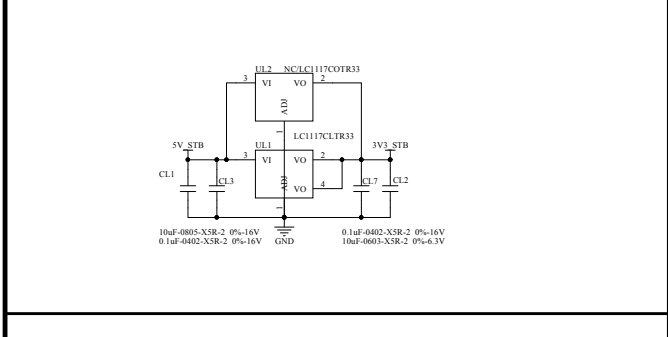 UL2 NC/LC1117COTR33
3 VI VO 2
ADJ
1
LC1117CLTR33
5V_STB UL1 3V3_STB
3 VI VO 2
CL1 CL3 ADJ VO 4 CL7 CL2
1
10uF-0805-X5R-2 0%-16V 0.1uF-0402-X5R-2 0%-16V
0.1uF-0402-X5R-2 0%-16V GND 10uF-0603-X5R-2 0%-6.3V